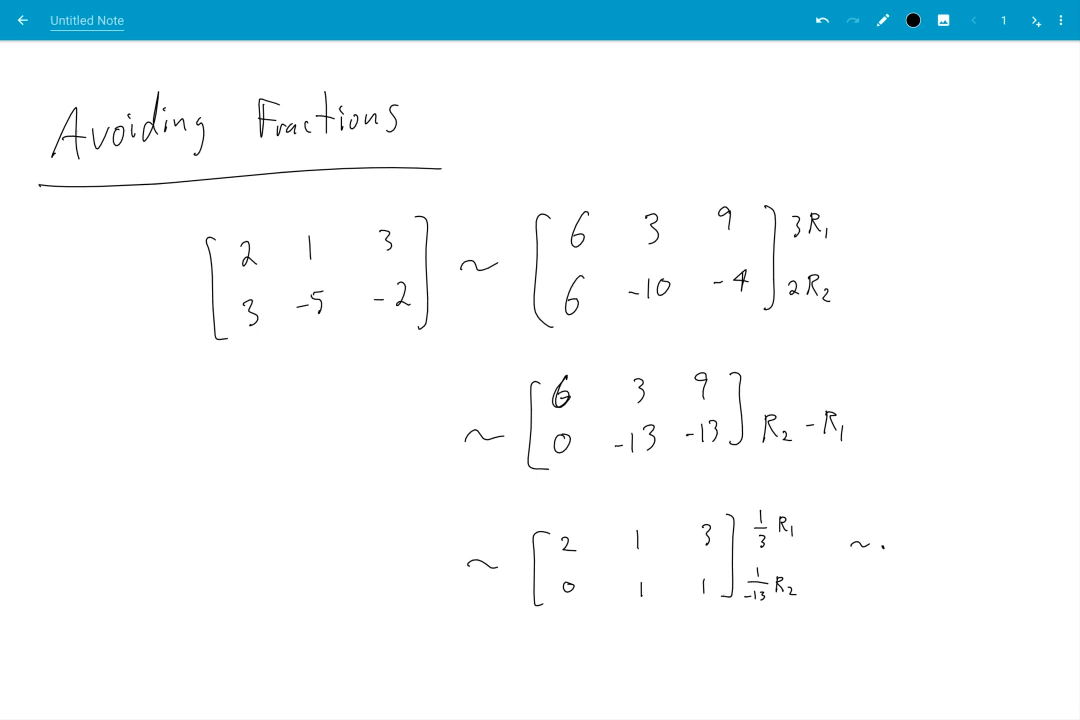 Untitled Note 1
Avoiding Fractions
[2 1 3] ~ [6 3 9] 3R₁
[3 -5 -2] [6 -10 -4] 2R₂
~ [6 3 9]
[0 -13 -13] R₂ - R₁
~ [2 1 3] 1/3 R₁ ~ .
[0 1 1] 1/-13 R₂